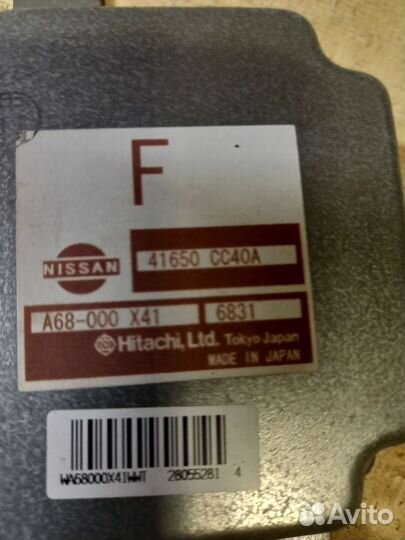 F
NISSAN
41650 CC40A
A68-000 X41 6831
Hitachi, Ltd. Tokyo Japan
MADE IN JAPAN
WA68000X41WWT 28055281 4
Avito